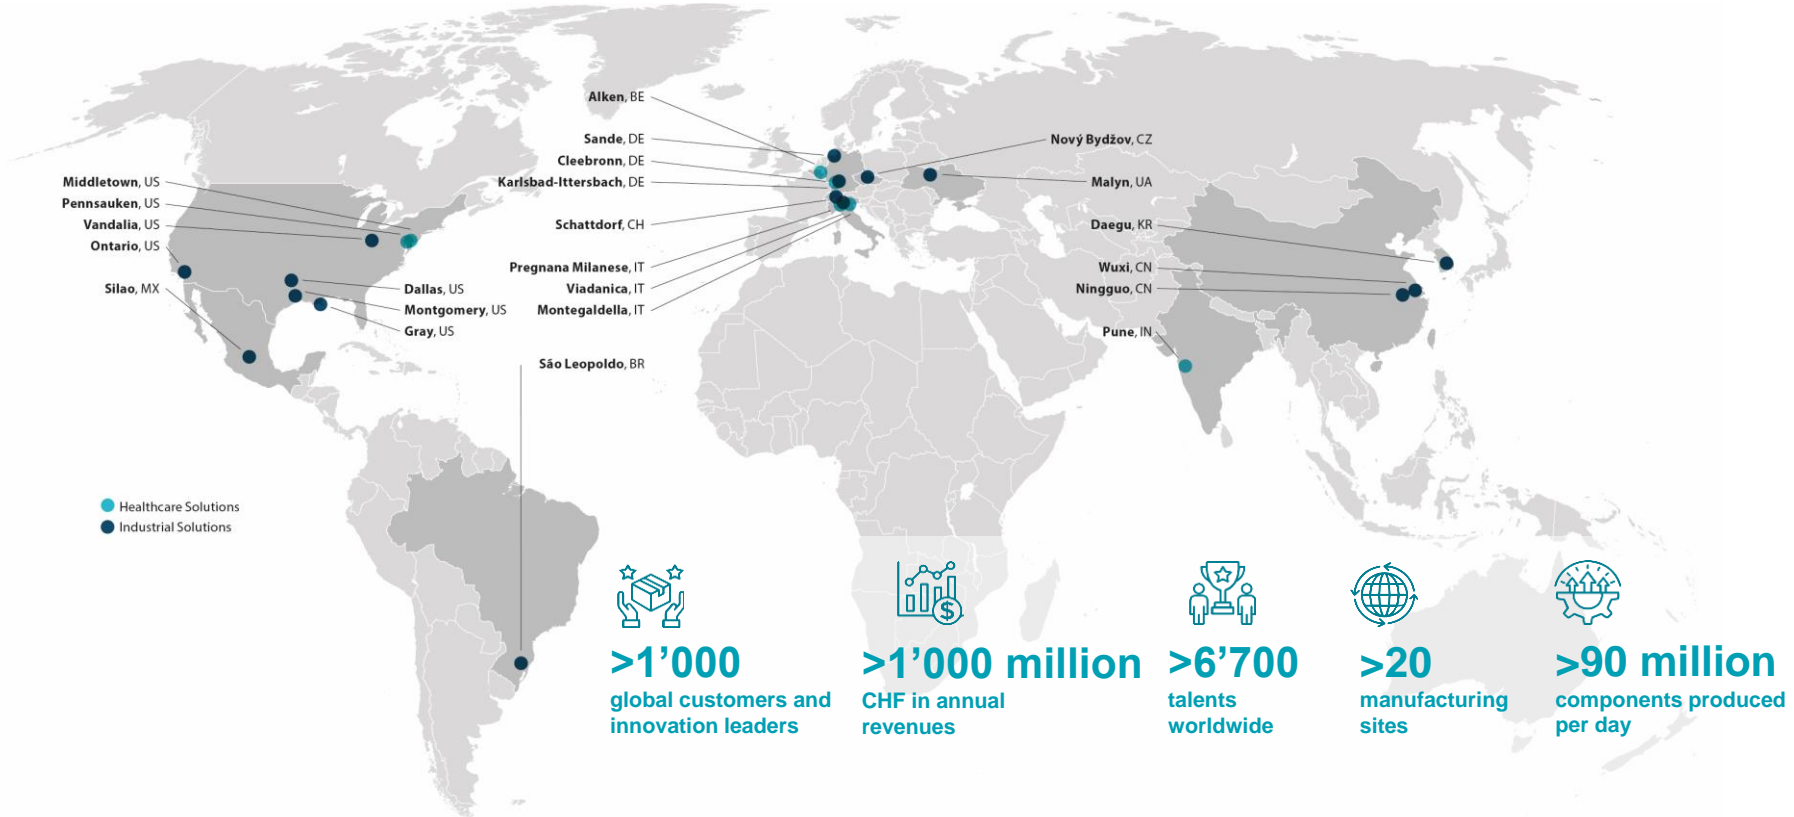 Alken, BE
Sande, DE
Cleebronn, DE
Karlsbad-Ittersbach, DE
Schattdorf, CH
Pregnana Milanese, IT
Viadanica, IT
Montegaldella, IT
São Leopoldo, BR
Middletown, US
Pennsauken, US
Vandalia, US
Ontario, US
Silao, MX
Dallas, US
Montgomery, US
Gray, US
Nový Bydžov, CZ
Malyn, UA
Daegu, KR
Wuxi, CN
Ningguo, CN
Pune, IN
Healthcare Solutions
Industrial Solutions
$
>1’000
global customers and
innovation leaders
>1’000 million
CHF in annual
revenues
>6’700
talents
worldwide
>20
manufacturing
sites
>90 million
components produced
per day